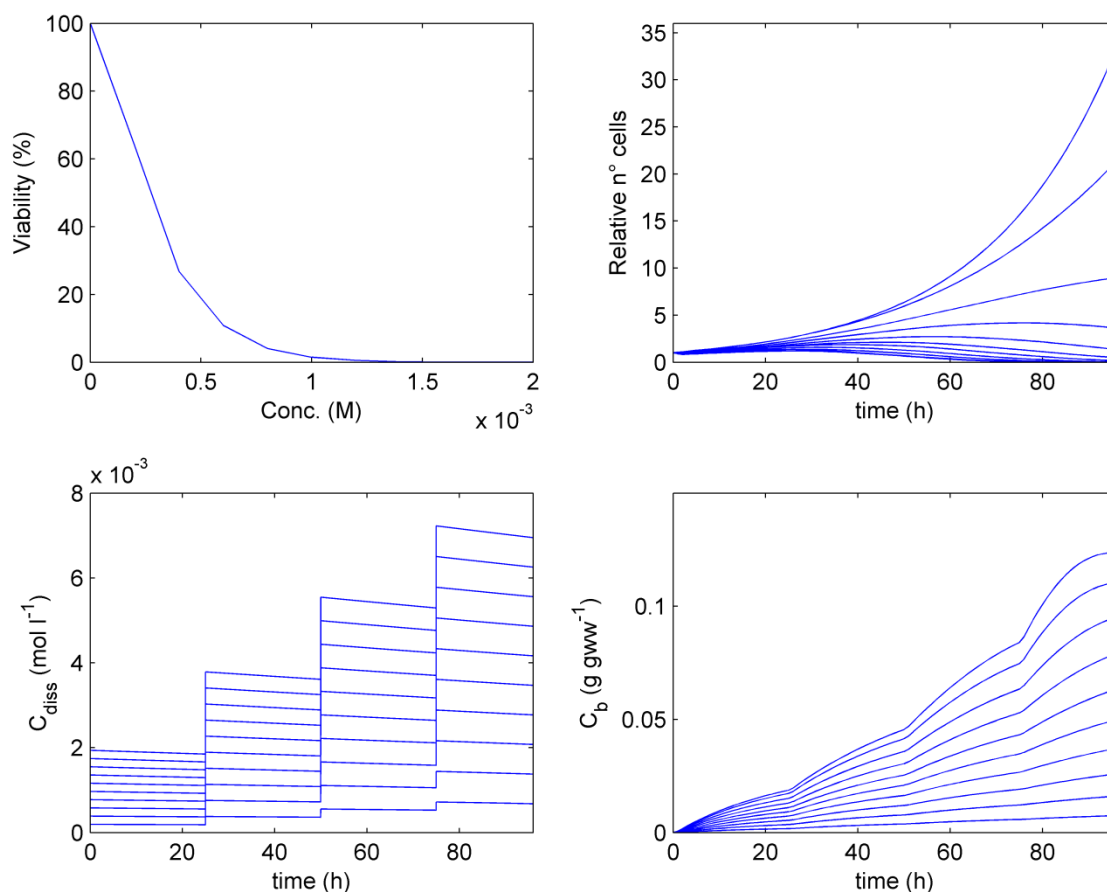 100
80
60
40
20
0
Viability (%)
0 0.5 1 1.5 2
Conc. (M)
x 10⁻³
35
30
25
20
15
10
5
0
Relative n° cells
0 20 40 60 80
time (h)
x 10⁻³
8
6
4
2
0
C_diss (mol l⁻¹)
0 20 40 60 80
time (h)
0.1
0.05
0
C_b (g gww⁻¹)
0 20 40 60 80
time (h)